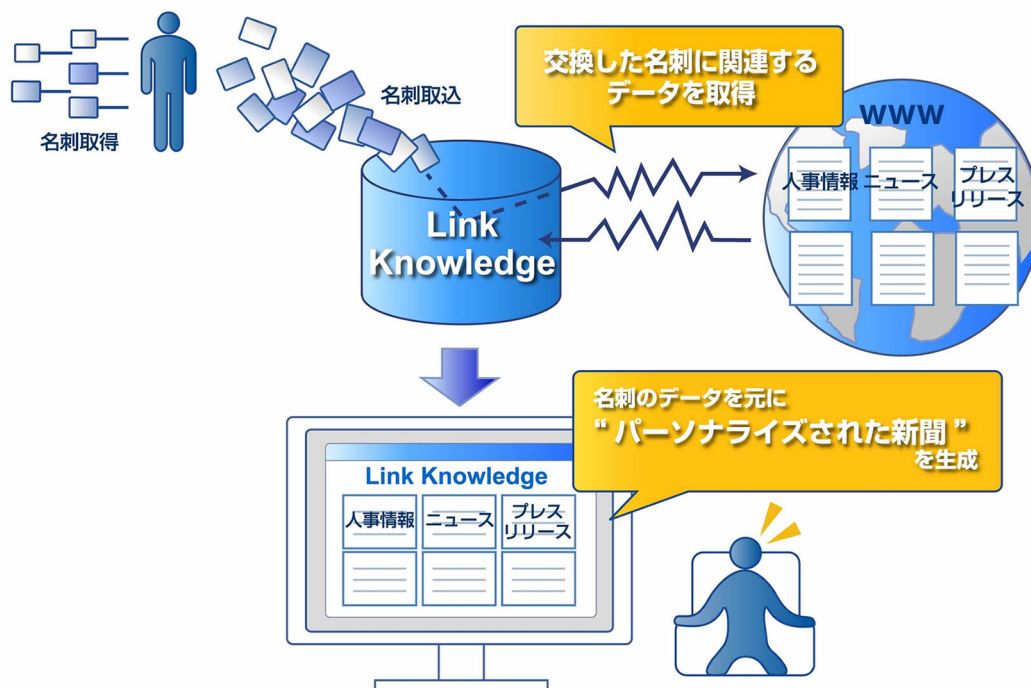 名刺取得
名刺取込
交換した名刺に関連する
データを取得
WWW
人事情報
ニュース
プレス
リリース
Link
Knowledge
名刺のデータを元に
“パーソナライズされた新聞”
を生成
Link Knowledge
人事情報
ニュース
プレス
リリース